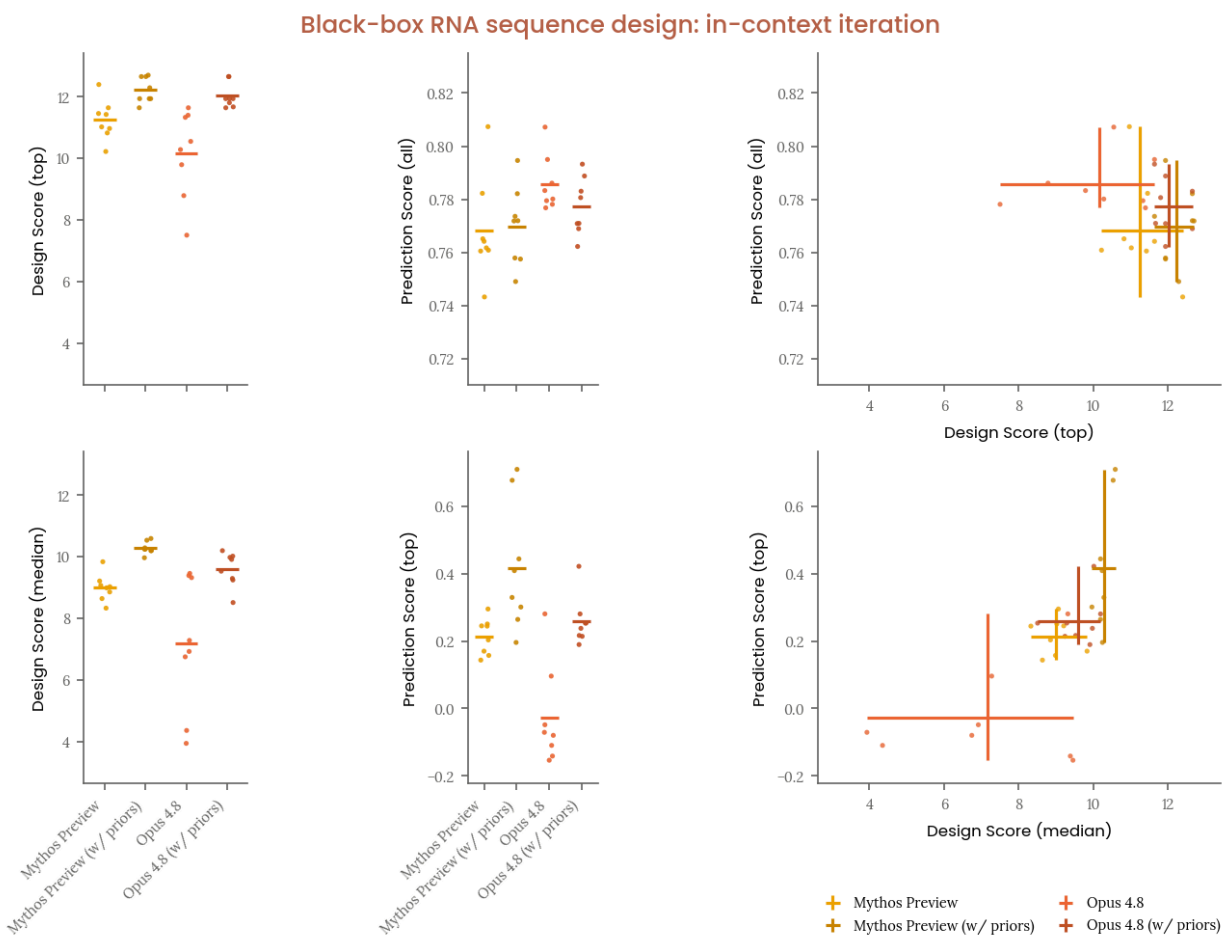 Black-box RNA sequence design: in-context iteration
Design Score (top)
12
10
8
6
4
Prediction Score (all)
0.82
0.80
0.78
0.76
0.74
0.72
Prediction Score (all)
0.82
0.80
0.78
0.76
0.74
0.72
4
6
8
10
12
Design Score (top)
Design Score (median)
12
10
8
6
4
Mythos Preview
Mythos Preview (w/ priors)
Opus 4.8
Opus 4.8 (w/ priors)
Prediction Score (top)
0.6
0.4
0.2
0.0
−0.2
Mythos Preview
Mythos Preview (w/ priors)
Opus 4.8
Opus 4.8 (w/ priors)
Prediction Score (top)
0.6
0.4
0.2
0.0
−0.2
4
6
8
10
12
Design Score (median)
Mythos Preview
Mythos Preview (w/ priors)
Opus 4.8
Opus 4.8 (w/ priors)